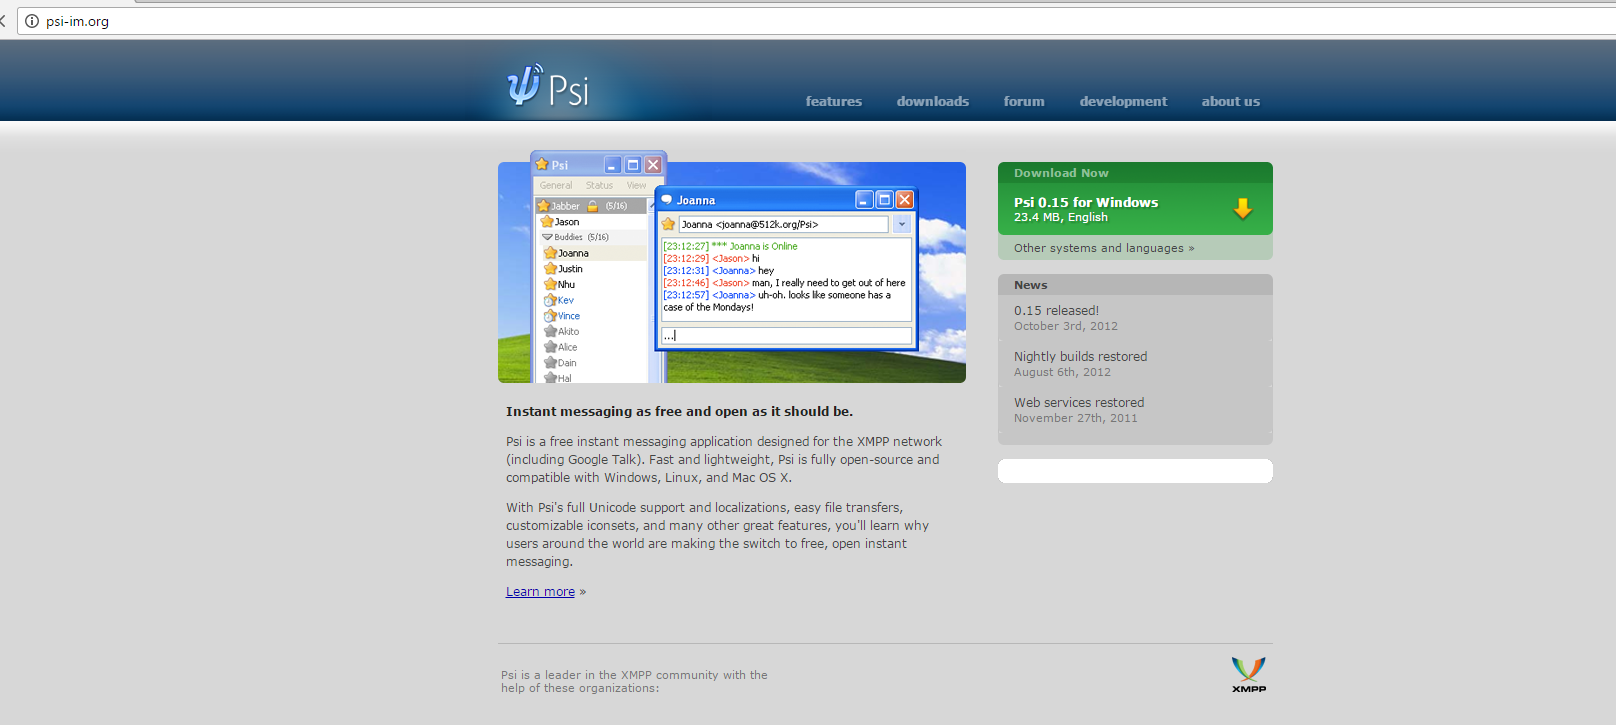 psi-im.org
Psi
features
downloads
forum
development
about us
Psi
General Status View
Jabber (5/16)
Jason
Buddies (5/16)
Joanna
Justin
Nhu
Kev
Vince
Akito
Alice
Dain
Hal
Joanna
Joanna <joanna@512k.org/Psi>
[23:12:27] *** Joanna is Online
[23:12:29] <Jason> hi
[23:12:31] <Joanna> hey
[23:12:46] <Jason> man, I really need to get out of here
[23:12:57] <Joanna> uh-oh. looks like someone has a
case of the Mondays!
...
Instant messaging as free and open as it should be.
Psi is a free instant messaging application designed for the XMPP network
(including Google Talk). Fast and lightweight, Psi is fully open-source and
compatible with Windows, Linux, and Mac OS X.
With Psi's full Unicode support and localizations, easy file transfers,
customizable iconsets, and many other great features, you'll learn why
users around the world are making the switch to free, open instant
messaging.
Learn more »
Download Now
Psi 0.15 for Windows
23.4 MB, English
Other systems and languages »
News
0.15 released!
October 3rd, 2012
Nightly builds restored
August 6th, 2012
Web services restored
November 27th, 2011
Psi is a leader in the XMPP community with the
help of these organizations:
XMPP